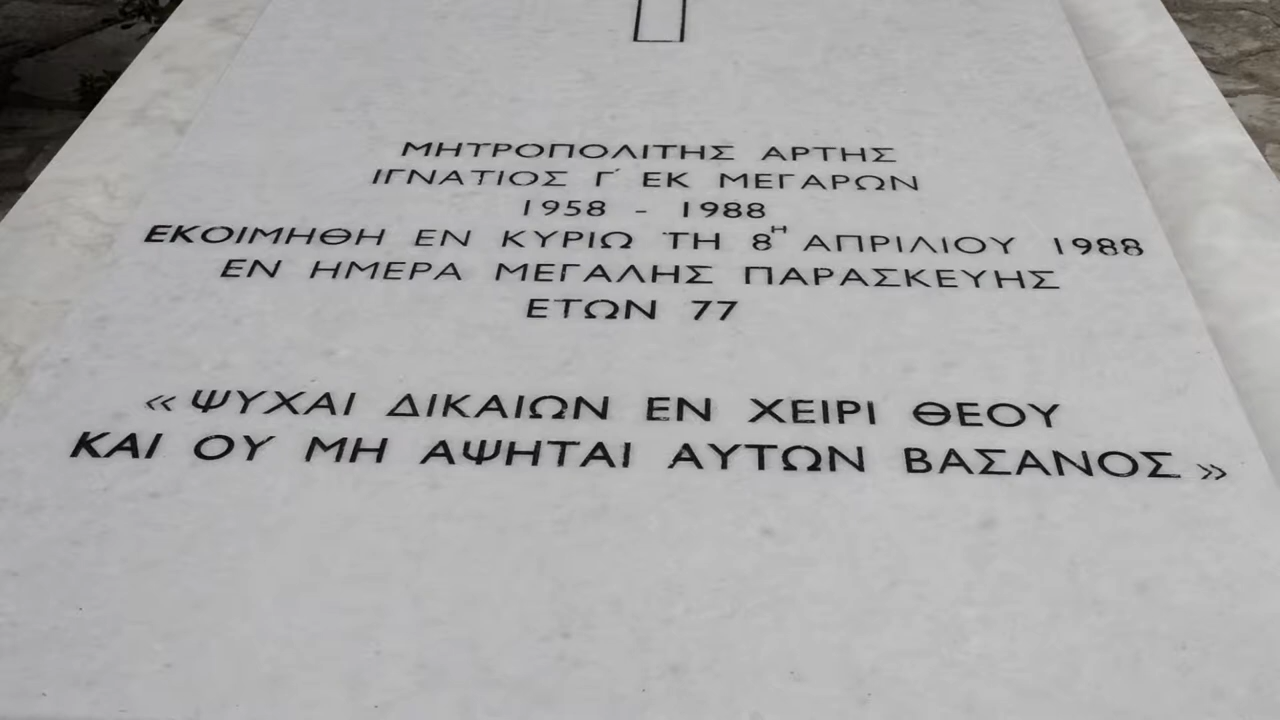 ΜΗΤΡΟΠΟΛΙΤΗΣ ΑΡΤΗΣ
ΙΓΝΑΤΙΟΣ Γ΄ ΕΚ ΜΕΓΑΡΩΝ
1958 - 1988
ΕΚΟΙΜΗΘΗ ΕΝ ΚΥΡΙΩ ΤΗ 8Η ΑΠΡΙΛΙΟΥ 1988
ΕΝ ΗΜΕΡΑ ΜΕΓΑΛΗΣ ΠΑΡΑΣΚΕΥΗΣ
ΕΤΩΝ 77
« ΨΥΧΑΙ ΔΙΚΑΙΩΝ ΕΝ ΧΕΙΡΙ ΘΕΟΥ
ΚΑΙ ΟΥ ΜΗ ΑΨΗΤΑΙ ΑΥΤΩΝ ΒΑΣΑΝΟΣ »